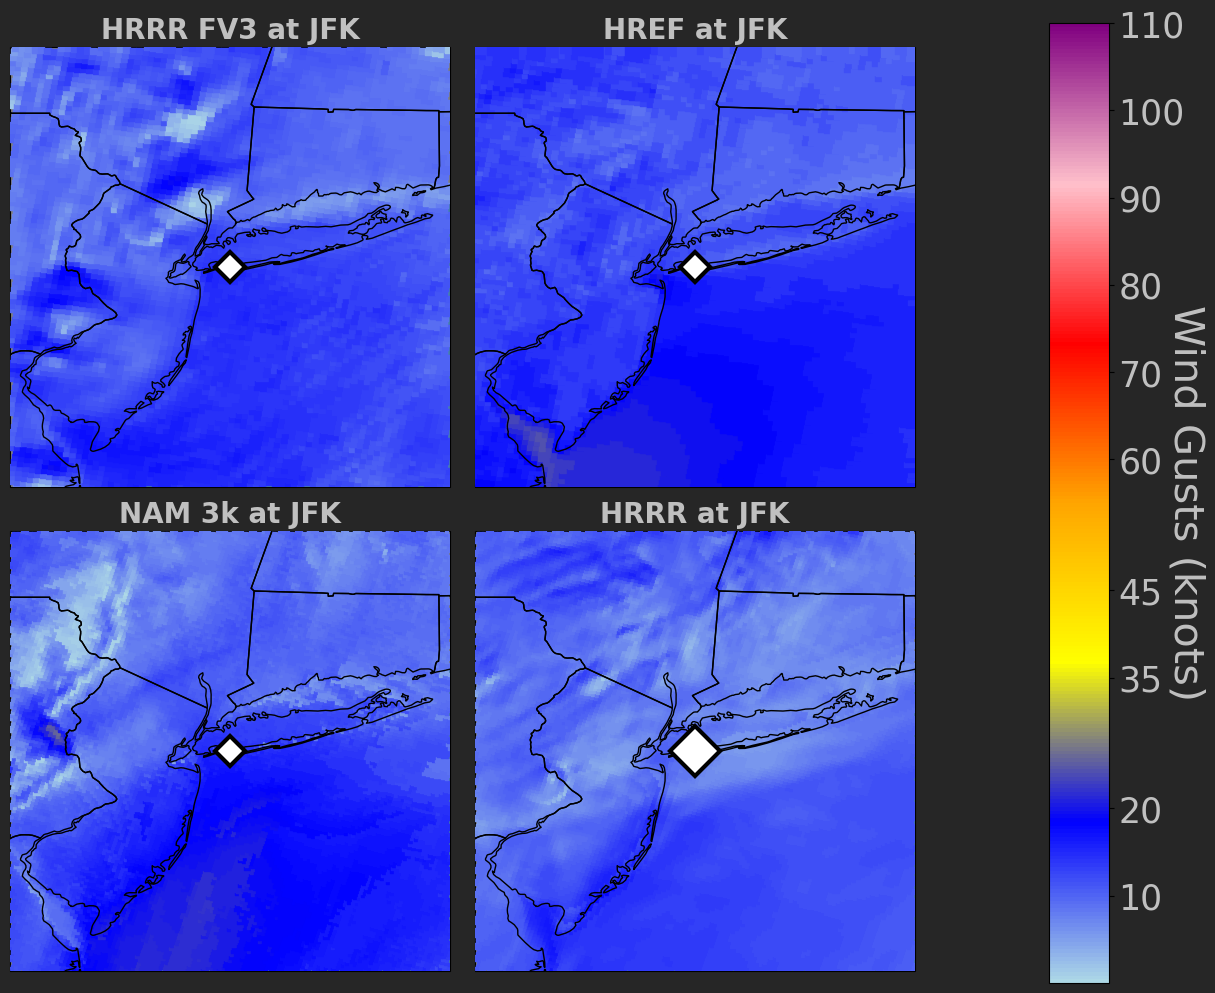 HRRR FV3 at JFK
HREF at JFK
NAM 3k at JFK
HRRR at JFK
110
100
90
80
70
60
45
35
20
10
Wind Gusts (knots)